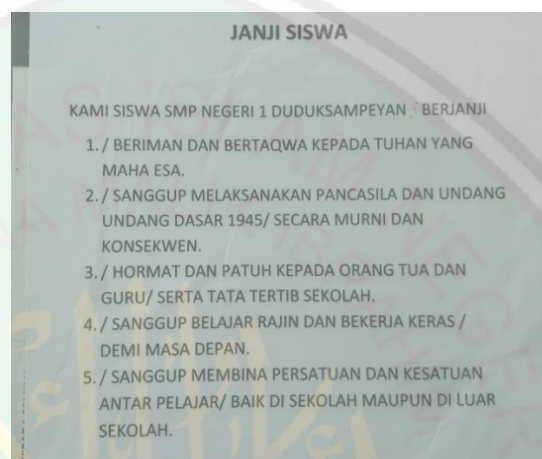 JANJI SISWA
KAMI SISWA SMP NEGERI 1 DUDUKSAMPEYAN : BERJANJI
1./ BERIMAN DAN BERTAQWA KEPADA TUHAN YANG
MAHA ESA.
2./ SANGGUP MELAKSANAKAN PANCASILA DAN UNDANG
UNDANG DASAR 1945/ SECARA MURNI DAN
KONSEKWEN.
3./ HORMAT DAN PATUH KEPADA ORANG TUA DAN
GURU/ SERTA TATA TERTIB SEKOLAH.
4./ SANGGUP BELAJAR RAJIN DAN BEKERJA KERAS /
DEMI MASA DEPAN.
5./ SANGGUP MEMBINA PERSATUAN DAN KESATUAN
ANTAR PELAJAR/ BAIK DI SEKOLAH MAUPUN DI LUAR
SEKOLAH.